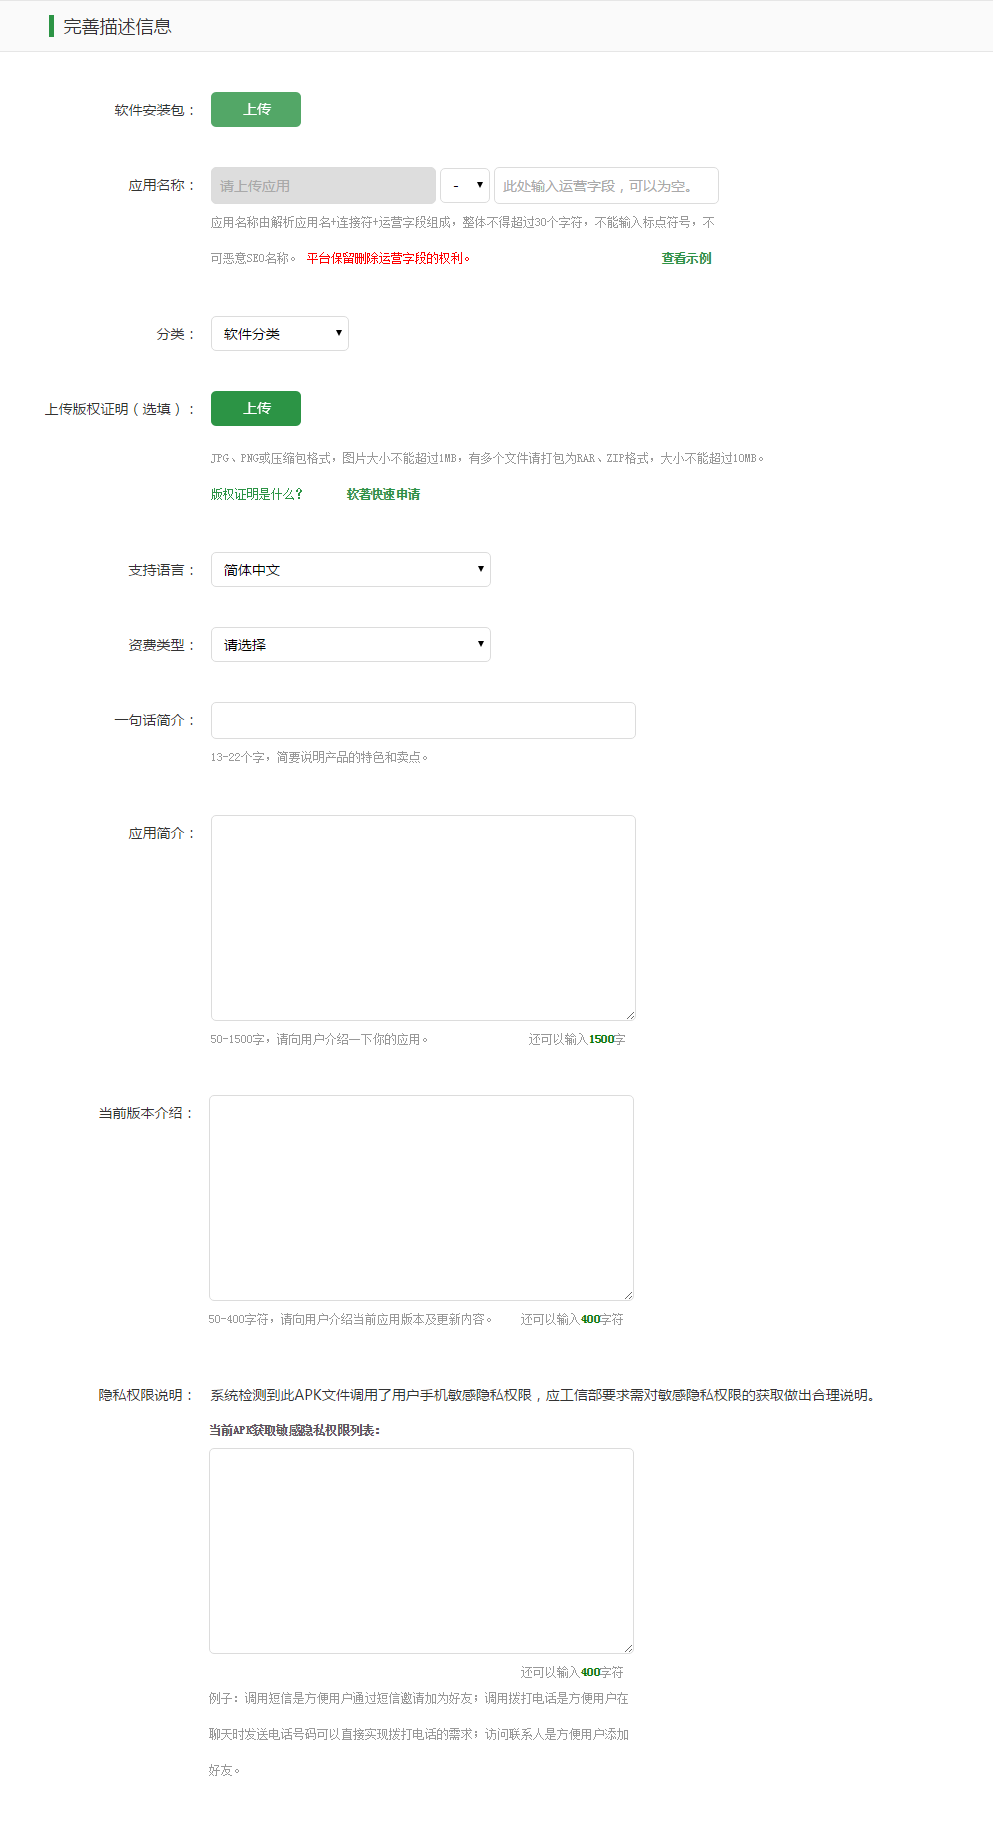 完善描述信息
软件安装包： 上传
应用名称： 请上传应用 - 此处输入运营字段，可以为空。
应用名称由解析应用名+连接符+运营字段组成，整体不得超过30个字符，不能输入标点符号，不
可恶意SEO名称。 平台保留删除运营字段的权利。 查看示例
分类： 软件分类
上传版权证明（选填）： 上传
JPG、PNG或压缩包格式，图片大小不能超过1MB，有多个文件请打包为RAR、ZIP格式，大小不能超过10MB。
版权证明是什么？ 软著快速申请
支持语言： 简体中文
资费类型： 请选择
一句话简介：
13-22个字，简要说明产品的特色和卖点。
应用简介：
50-1500字，请向用户介绍一下你的应用。 还可以输入1500字
当前版本介绍：
50-400字符，请向用户介绍当前应用版本及更新内容。 还可以输入400字符
隐私权限说明： 系统检测到此APK文件调用了用户手机敏感隐私权限，应工信部要求需对敏感隐私权限的获取做出合理说明。
当前APK获取敏感隐私权限列表：
还可以输入400字符
例子：调用短信是方便用户通过短信邀请加为好友；调用拨打电话是方便用户在
聊天时发送电话号码可以直接实现拨打电话的需求；访问联系人是方便用户添加
好友。